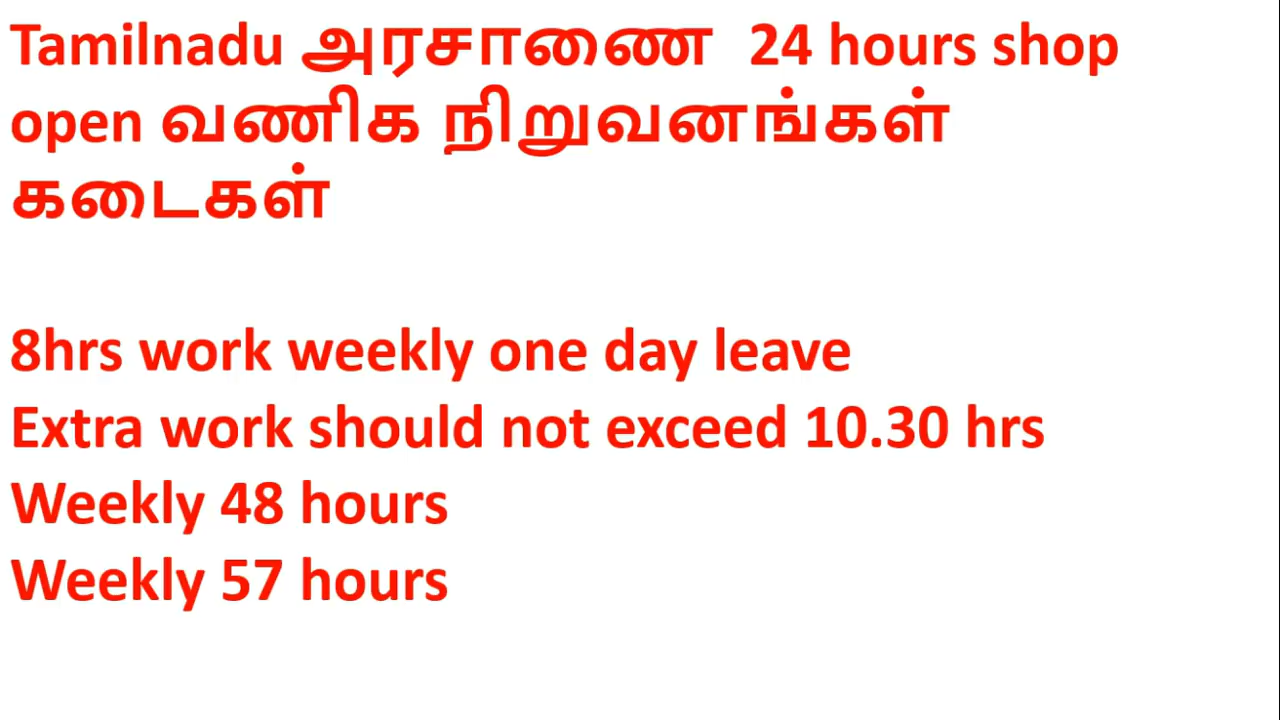 Tamilnadu அரசாணை 24 hours shop
open வணிக நிறுவனங்கள்
கடைகள்
8hrs work weekly one day leave
Extra work should not exceed 10.30 hrs
Weekly 48 hours
Weekly 57 hours